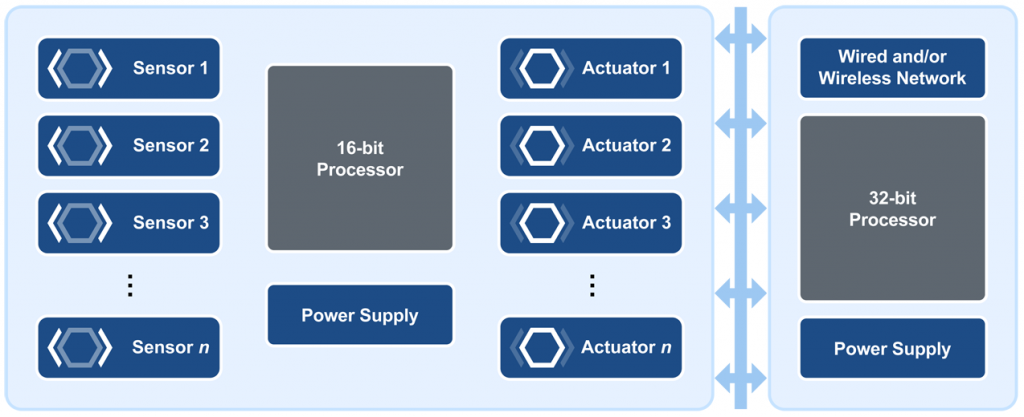 Sensor 1
Sensor 2
Sensor 3
⋮
Sensor n
16-bit
Processor
Power Supply
Actuator 1
Actuator 2
Actuator 3
⋮
Actuator n
Wired and/or
Wireless Network
32-bit
Processor
Power Supply